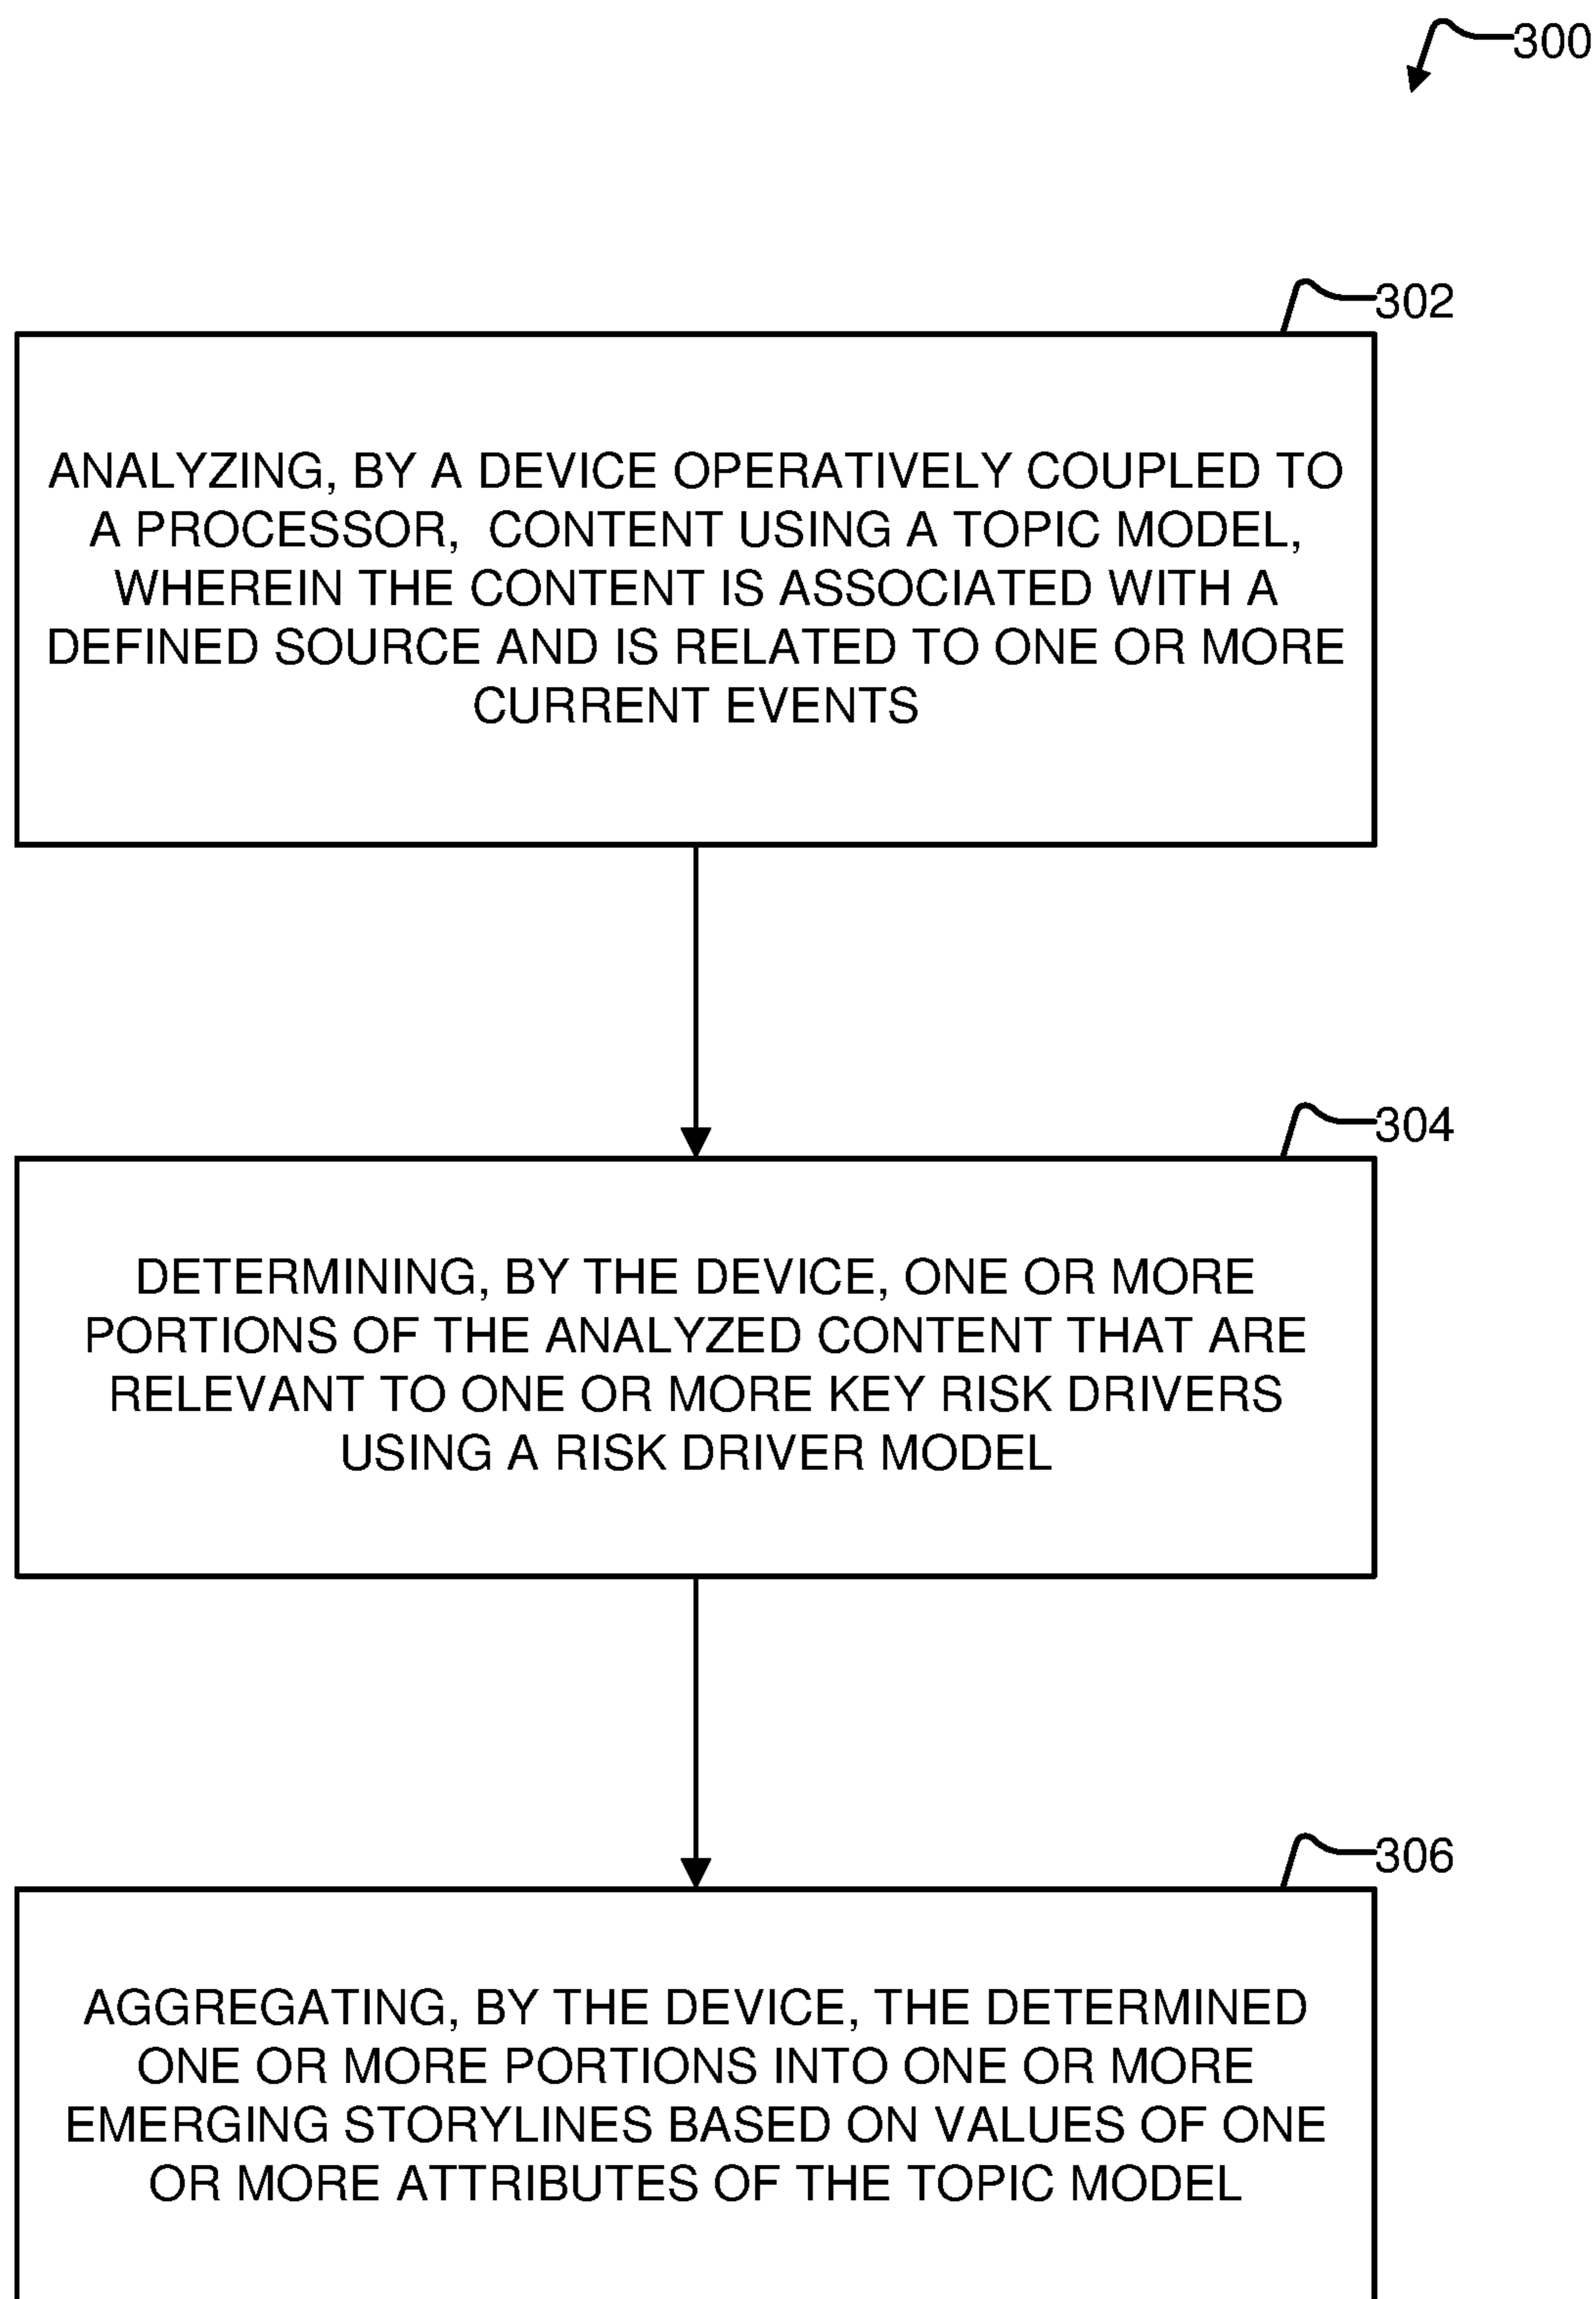 300
302
ANALYZING, BY A DEVICE OPERATIVELY COUPLED TO
A PROCESSOR,  CONTENT USING A TOPIC MODEL,
WHEREIN THE CONTENT IS ASSOCIATED WITH A
DEFINED SOURCE AND IS RELATED TO ONE OR MORE
CURRENT EVENTS
304
DETERMINING, BY THE DEVICE, ONE OR MORE
PORTIONS OF THE ANALYZED CONTENT THAT ARE
RELEVANT TO ONE OR MORE KEY RISK DRIVERS
USING A RISK DRIVER MODEL
306
AGGREGATING, BY THE DEVICE, THE DETERMINED
ONE OR MORE PORTIONS INTO ONE OR MORE
EMERGING STORYLINES BASED ON VALUES OF ONE
OR MORE ATTRIBUTES OF THE TOPIC MODEL